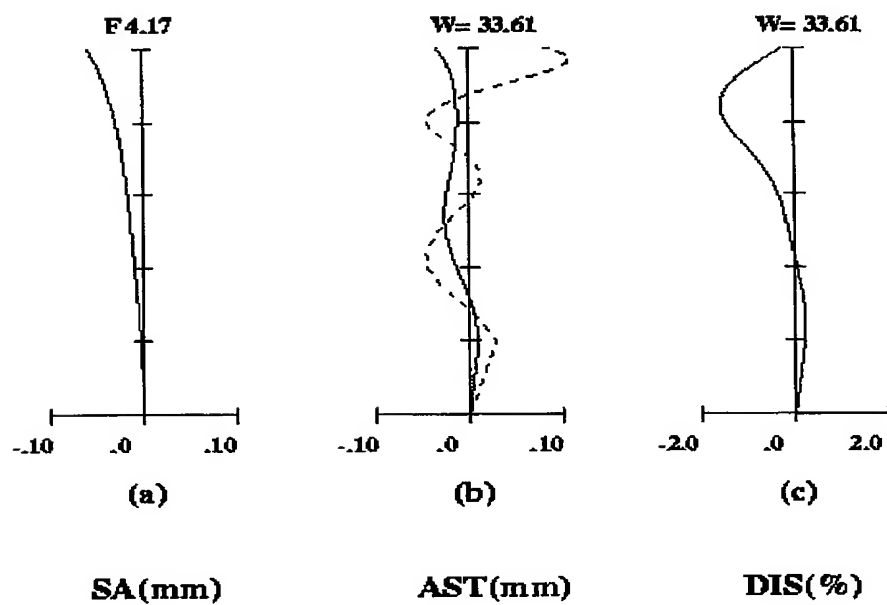 F 4.17 W= 33.61 W= 33.61
-.10 .0 .10 -.10 .0 .10 -2.0 .0 2.0
(a) (b) (c)
SA(mm) AST(mm) DIS(%)